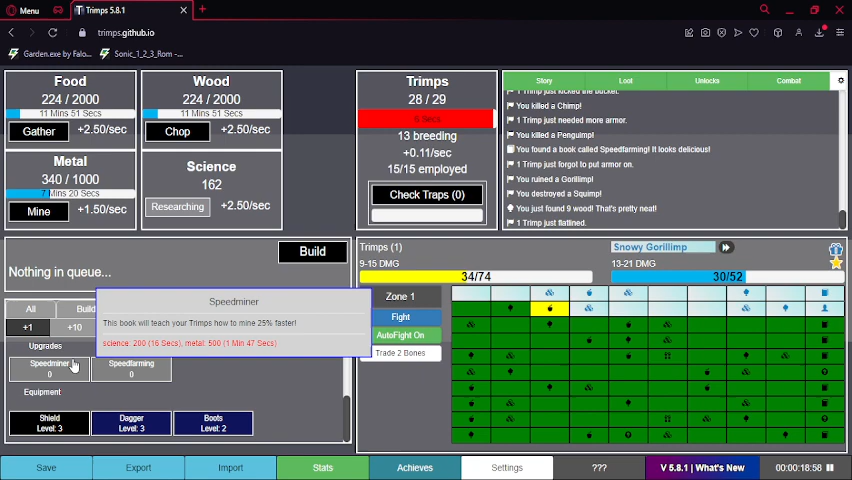 Menu
Trimps 5.8.1
trimps.github.io
Garden.exe by Falo...
Sonic_1_2_3_Rom -...
Food
224 / 2000
11 Mins 51 Secs
Gather
+2.50/sec
Wood
224 / 2000
11 Mins 51 Secs
Chop
+2.50/sec
Metal
340 / 1000
7 Mins 20 Secs
Mine
+1.50/sec
Science
162
Researching
+2.50/sec
Trimps
28 / 29
6 Secs
13 breeding
+0.11/sec
15/15 employed
Check Traps (0)
Story
Loot
Unlocks
Combat
1 Trimp just kicked the bucket.
You killed a Chimp!
1 Trimp just needed more armor.
You killed a Penguimp!
You found a book called Speedfarming! It looks delicious!
1 Trimp just forgot to put armor on.
You ruined a Gorillimp!
You destroyed a Squimp!
You just found 9 wood! That's pretty neat!
1 Trimp just flatlined.
Build
Nothing in queue...
All
Build
+1
+10
Speedminer
This book will teach your Trimps how to mine 25% faster!
science: 200 (16 Secs), metal: 500 (1 Min 47 Secs)
Upgrades
Speedminer
0
Speedfarming
0
Equipment
Shield
Level: 3
Dagger
Level: 3
Boots
Level: 2
Trimps (1)
9-15 DMG
34/74
Snowy Gorillimp
13-21 DMG
30/52
Zone 1
Fight
AutoFight On
Trade 2 Bones
Save
Export
Import
Stats
Achieves
Settings
???
V 5.8.1 | What's New
00:00:18:58